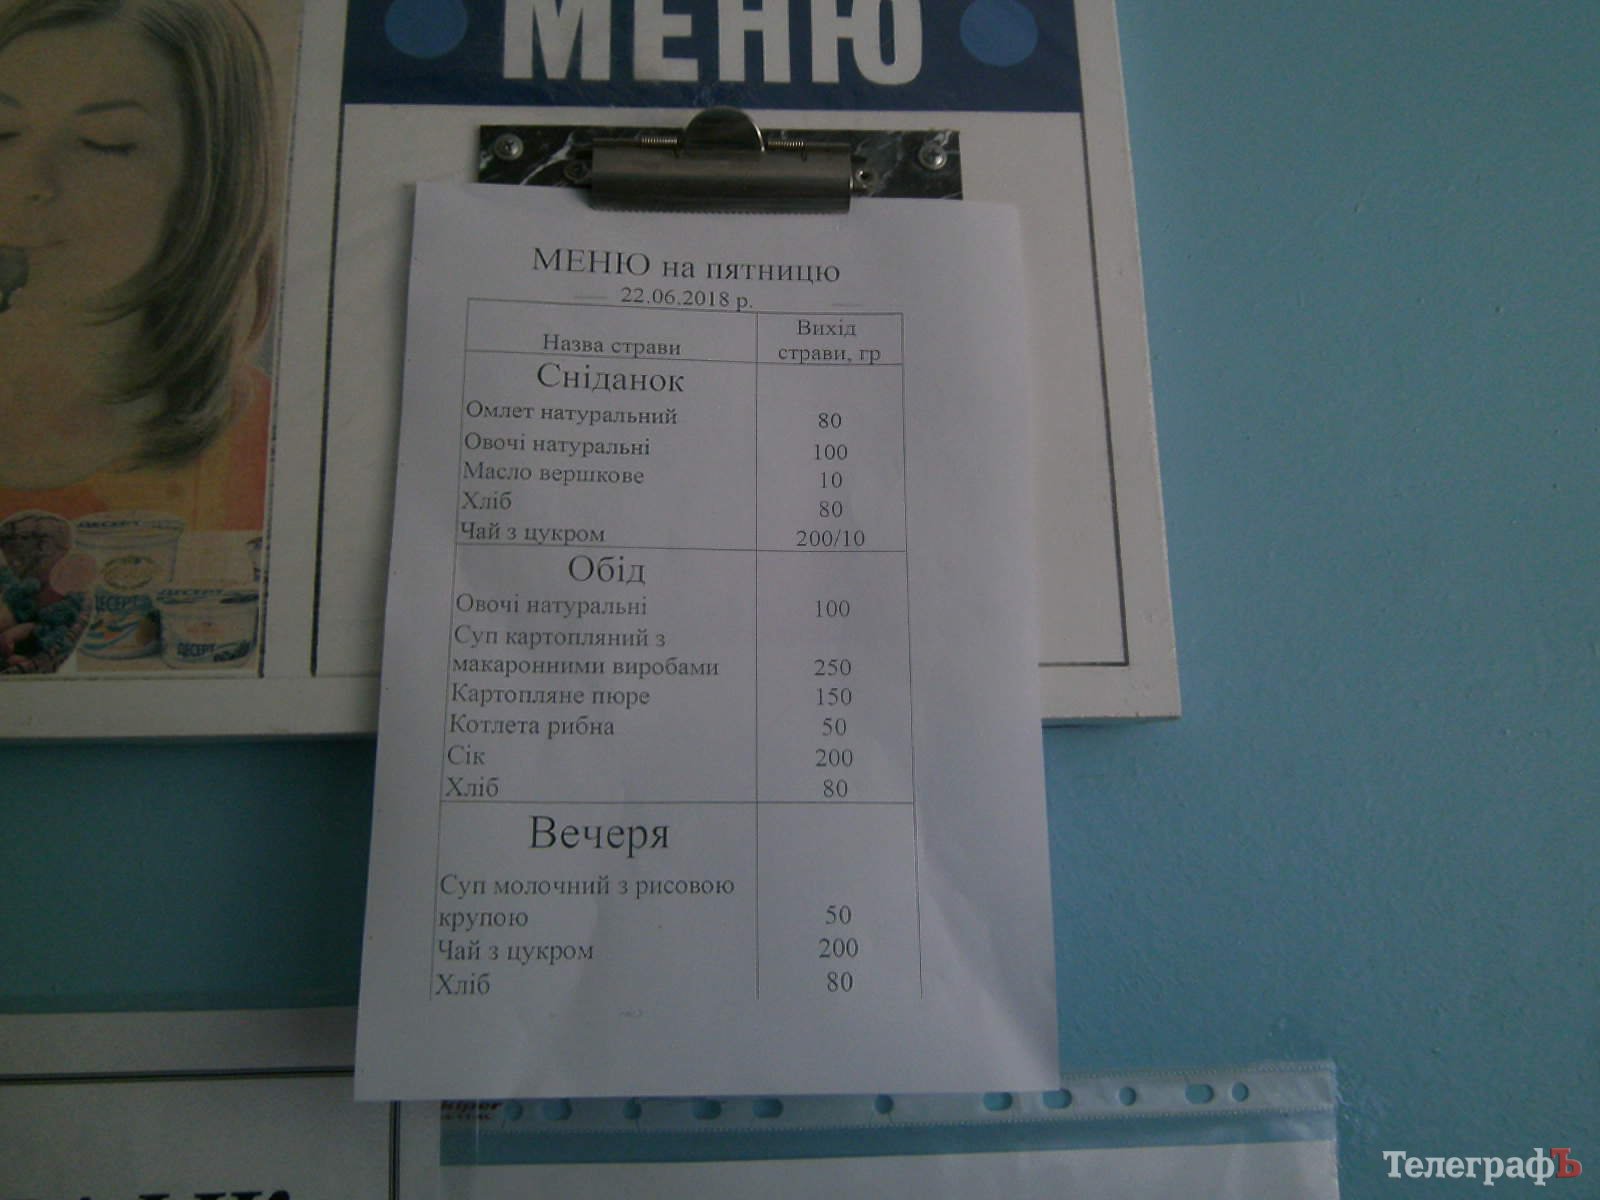 МЕНЮ
МЕНЮ на пятницю
22.06.2018 р.
Назва страви
Вихід
страви, гр
Сніданок
Омлет натуральний 80
Овочі натуральні 100
Масло вершкове 10
Хліб 80
Чай з цукром 200/10
Обід
Овочі натуральні 100
Суп картопляний з
макаронними виробами 250
Картопляне пюре 150
Котлета рибна 50
Сік 200
Хліб 80
Вечеря
Суп молочний з рисовою
крупою 50
Чай з цукром 200
Хліб 80
ДЕСЕРТ
ДЕСЕРТ
ДЕСЕРТ
ТелеграфЪ